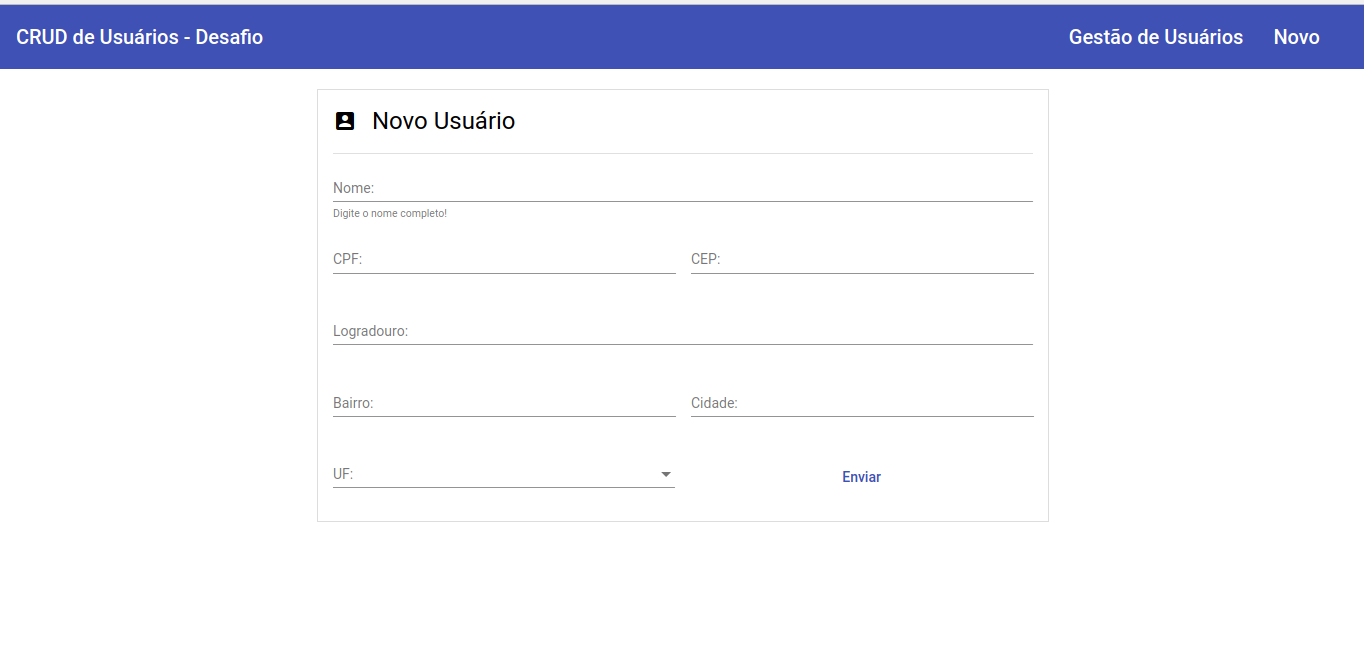 CRUD de Usuários - Desafio
Gestão de Usuários
Novo
Novo Usuário
Nome:
Digite o nome completo!
CPF:
CEP:
Logradouro:
Bairro:
Cidade:
UF:
Enviar